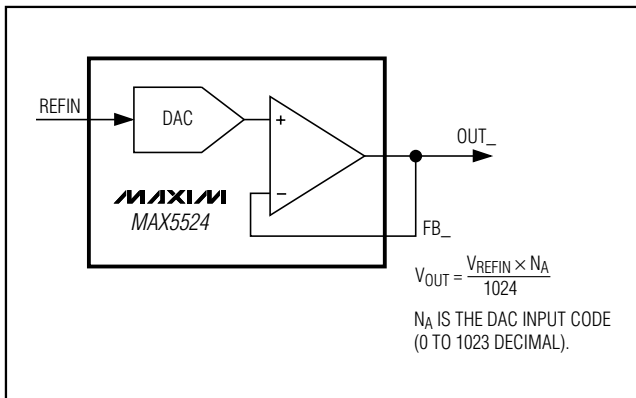 REFIN
DAC
+
OUT_
−
MAXIM
MAX5524
FB_
V_OUT = V_REFIN × N_A / 1024
N_A IS THE DAC INPUT CODE
(0 TO 1023 DECIMAL).